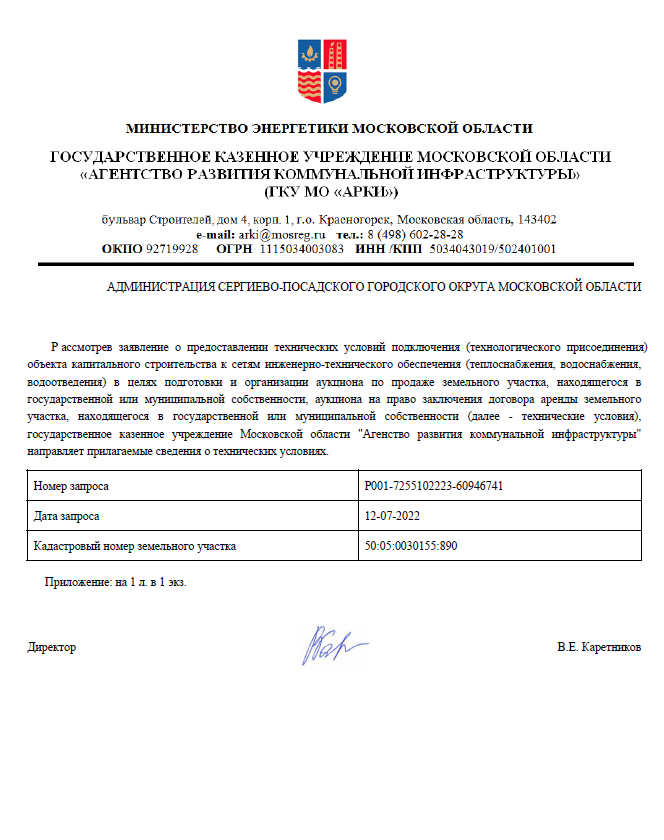 МИНИСТЕРСТВО ЭНЕРГЕТИКИ МОСКОВСКОЙ ОБЛАСТИ
ГОСУДАРСТВЕННОЕ КАЗЕННОЕ УЧРЕЖДЕНИЕ МОСКОВСКОЙ ОБЛАСТИ
«АГЕНТСТВО РАЗВИТИЯ КОММУНАЛЬНОЙ ИНФРАСТРУКТУРЫ»
(ГКУ МО «АРКИ»)
бульвар Строителей, дом 4, корп. 1, г.о. Красногорск, Московская область, 143402
e-mail: arki@mosreg.ru тел.: 8 (498) 602-28-28
ОКПО 92719928 ОГРН 1115034003083 ИНН /КПП 5034043019/502401001
АДМИНИСТРАЦИЯ СЕРГИЕВО-ПОСАДСКОГО ГОРОДСКОГО ОКРУГА МОСКОВСКОЙ ОБЛАСТИ
Р ассмотрев заявление о предоставлении технических условий подключения (технологического присоединения)
объекта капитального строительства к сетям инженерно-технического обеспечения (теплоснабжения, водоснабжения,
водоотведения) в целях подготовки и организации аукциона по продаже земельного участка, находящегося в
государственной или муниципальной собственности, аукциона на право заключения договора аренды земельного
участка, находящегося в государственной или муниципальной собственности (далее - технические условия),
государственное казенное учреждение Московской области "Агенство развития коммунальной инфраструктуры"
направляет прилагаемые сведения о технических условиях.
Номер запроса P001-7255102223-60946741
Дата запроса 12-07-2022
Кадастровый номер земельного участка 50:05:0030155:890
Приложение: на 1 л. в 1 экз.
Директор В.Е. Каретников